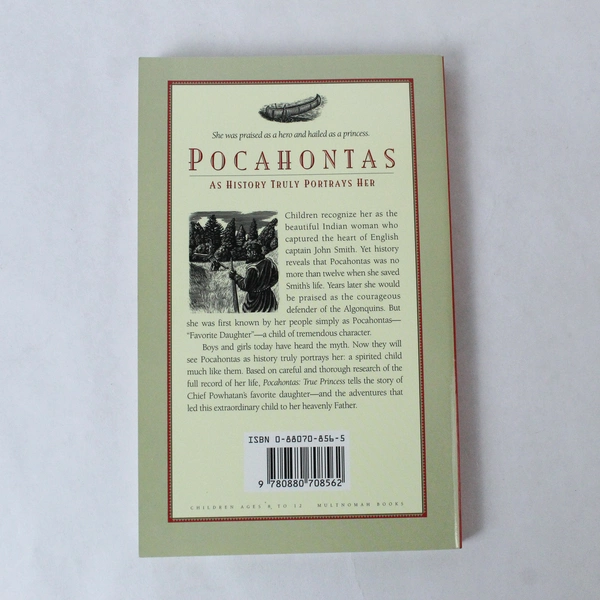 She was praised as a hero and hailed as a princess.
POCAHONTAS
AS HISTORY TRULY PORTRAYS HER
Children recognize her as the
beautiful Indian woman who
captured the heart of English
captain John Smith. Yet history
reveals that Pocahontas was no
more than twelve when she saved
Smith's life. Years later she would
be praised as the courageous
defender of the Algonquins. But
she was first known by her people simply as Pocahontas—
"Favorite Daughter"—a child of tremendous character.
Boys and girls today have heard the myth. Now they will
see Pocahontas as history truly portrays her: a spirited child
much like them. Based on careful and thorough research of the
full record of her life, Pocahontas: True Princess tells the story of
Chief Powhatan's favorite daughter—and the adventures that
led this extraordinary child to her heavenly Father.
ISBN 0-88070-856-5
9 780880 708562
CHILDREN AGES 8 TO 12 MULTNOMAH BOOKS